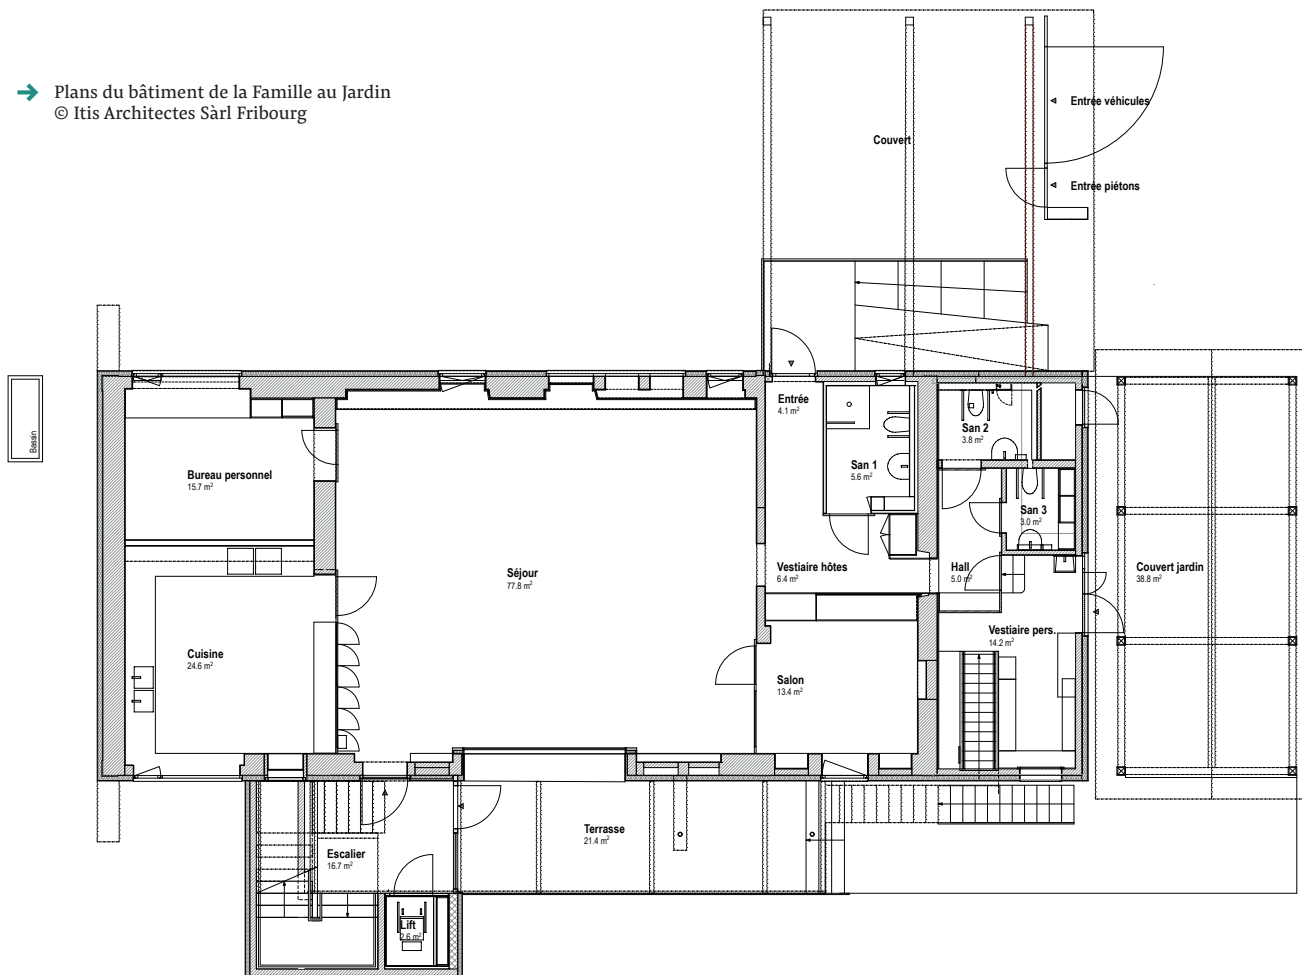 Plans du bâtiment de la Famille au Jardin
© Itis Architectes Sàrl Fribourg
Entrée véhicules
Couvert
Entrée piétons
Bassin
Entrée
4.1 m²
San 1
5.6 m²
San 2
3.8 m²
San 3
3.0 m²
Bureau personnel
15.7 m²
Séjour
77.8 m²
Vestiaire hôtes
6.4 m²
Hall
5.0 m²
Couvert jardin
38.8 m²
Cuisine
24.6 m²
Vestiaire pers.
14.2 m²
Salon
13.4 m²
Terrasse
21.4 m²
Escalier
16.7 m²
Lift
2.6 m²